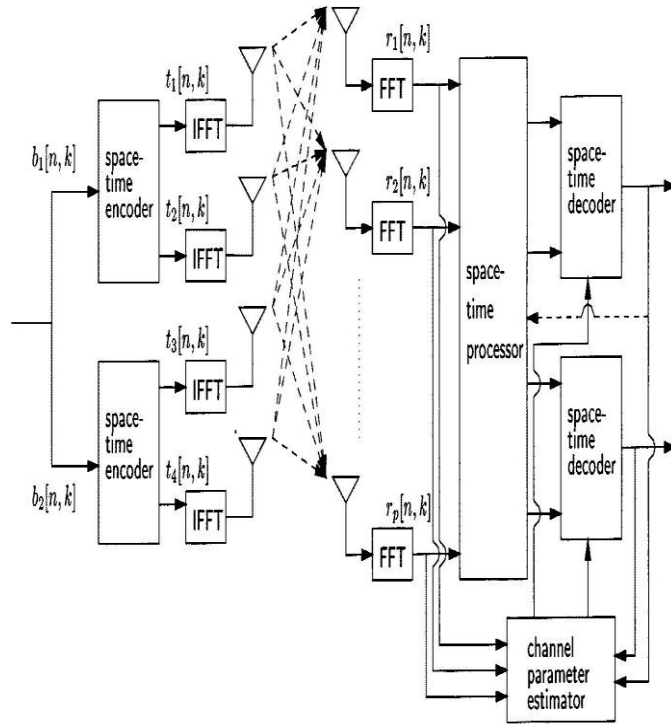 b₁[n, k]
space-
time
encoder
t₁[n, k]
IFFT
t₂[n, k]
IFFT
b₂[n, k]
space-
time
encoder
t₃[n, k]
IFFT
t₄[n, k]
IFFT
r₁[n, k]
FFT
r₂[n, k]
FFT
rₚ[n, k]
FFT
space-
time
processor
space-
time
decoder
space-
time
decoder
channel
parameter
estimator